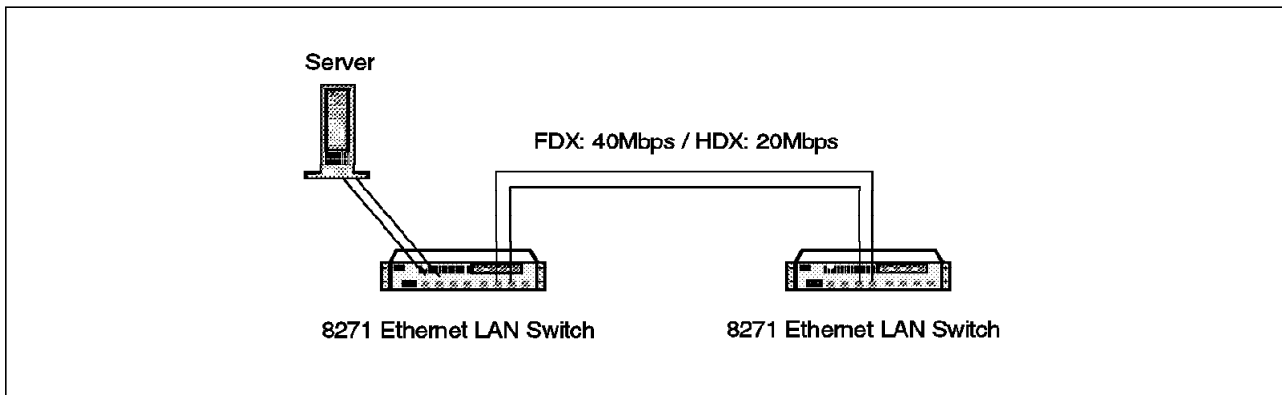 Server
FDX: 40Mbps / HDX: 20Mbps
8271 Ethernet LAN Switch
8271 Ethernet LAN Switch